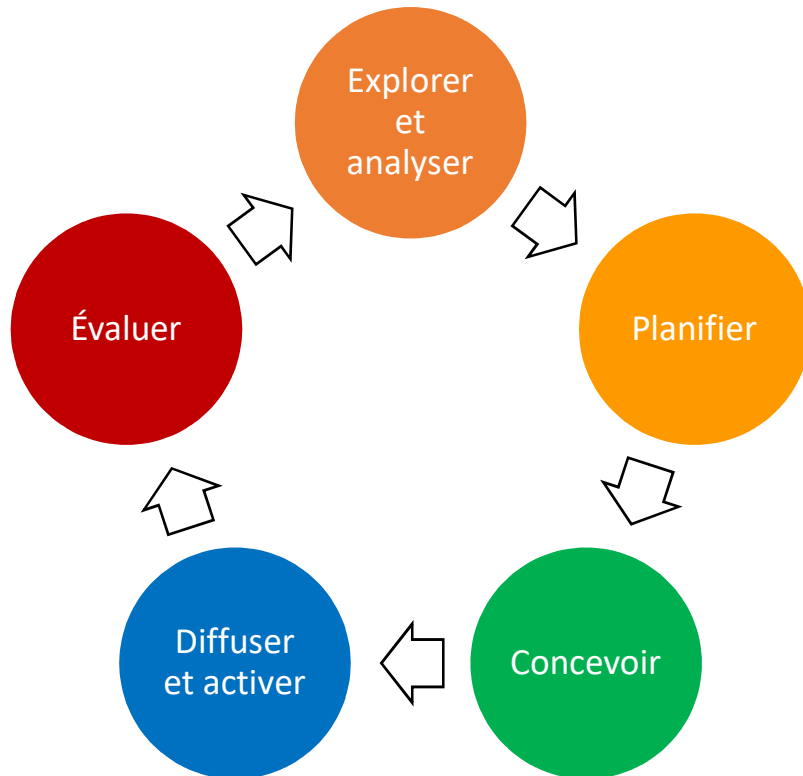 Explorer
et
analyser
Planifier
Concevoir
Diffuser
et activer
Évaluer